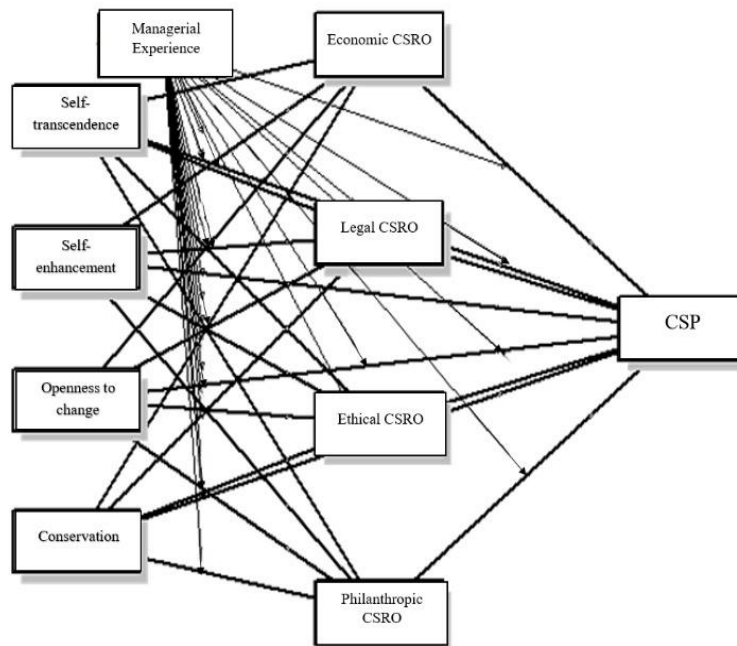 Managerial
Experience
Economic CSRO
Self-
transcendence
Legal CSRO
Self-
enhancement
CSP
Openness to
change
Ethical CSRO
Conservation
Philanthropic
CSRO